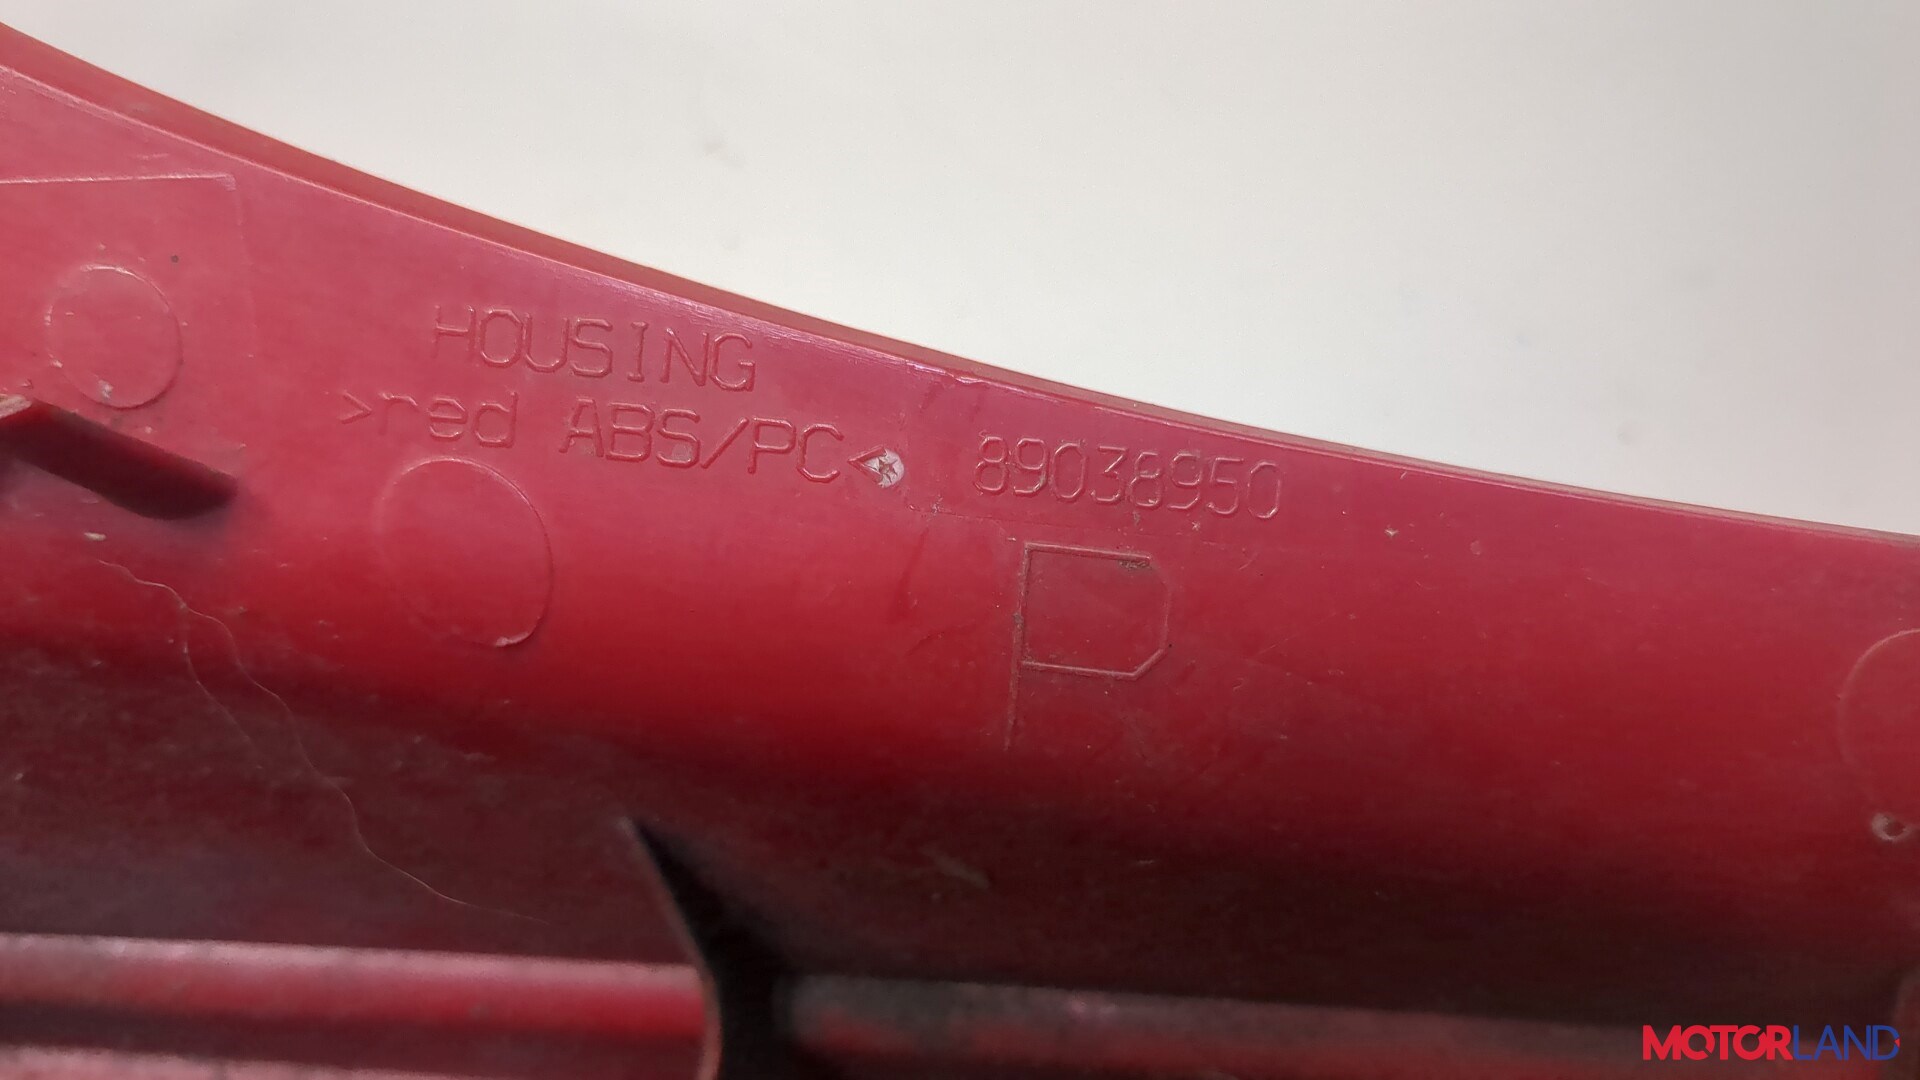 HOUSING
>red ABS/PC<
89038950
P
MOTORLAND